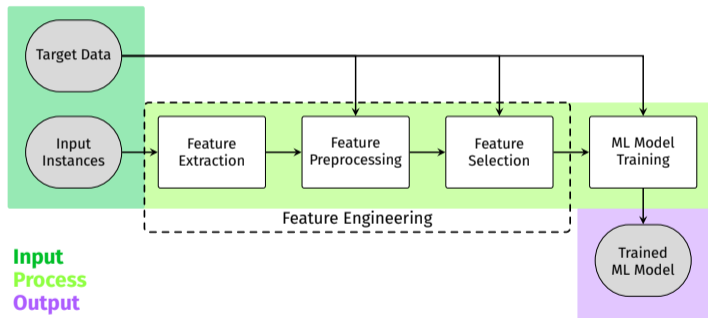 Target Data
Input
Instances
Feature
Extraction
Feature
Preprocessing
Feature
Selection
ML Model
Training
Feature Engineering
Trained
ML Model
Input
Process
Output